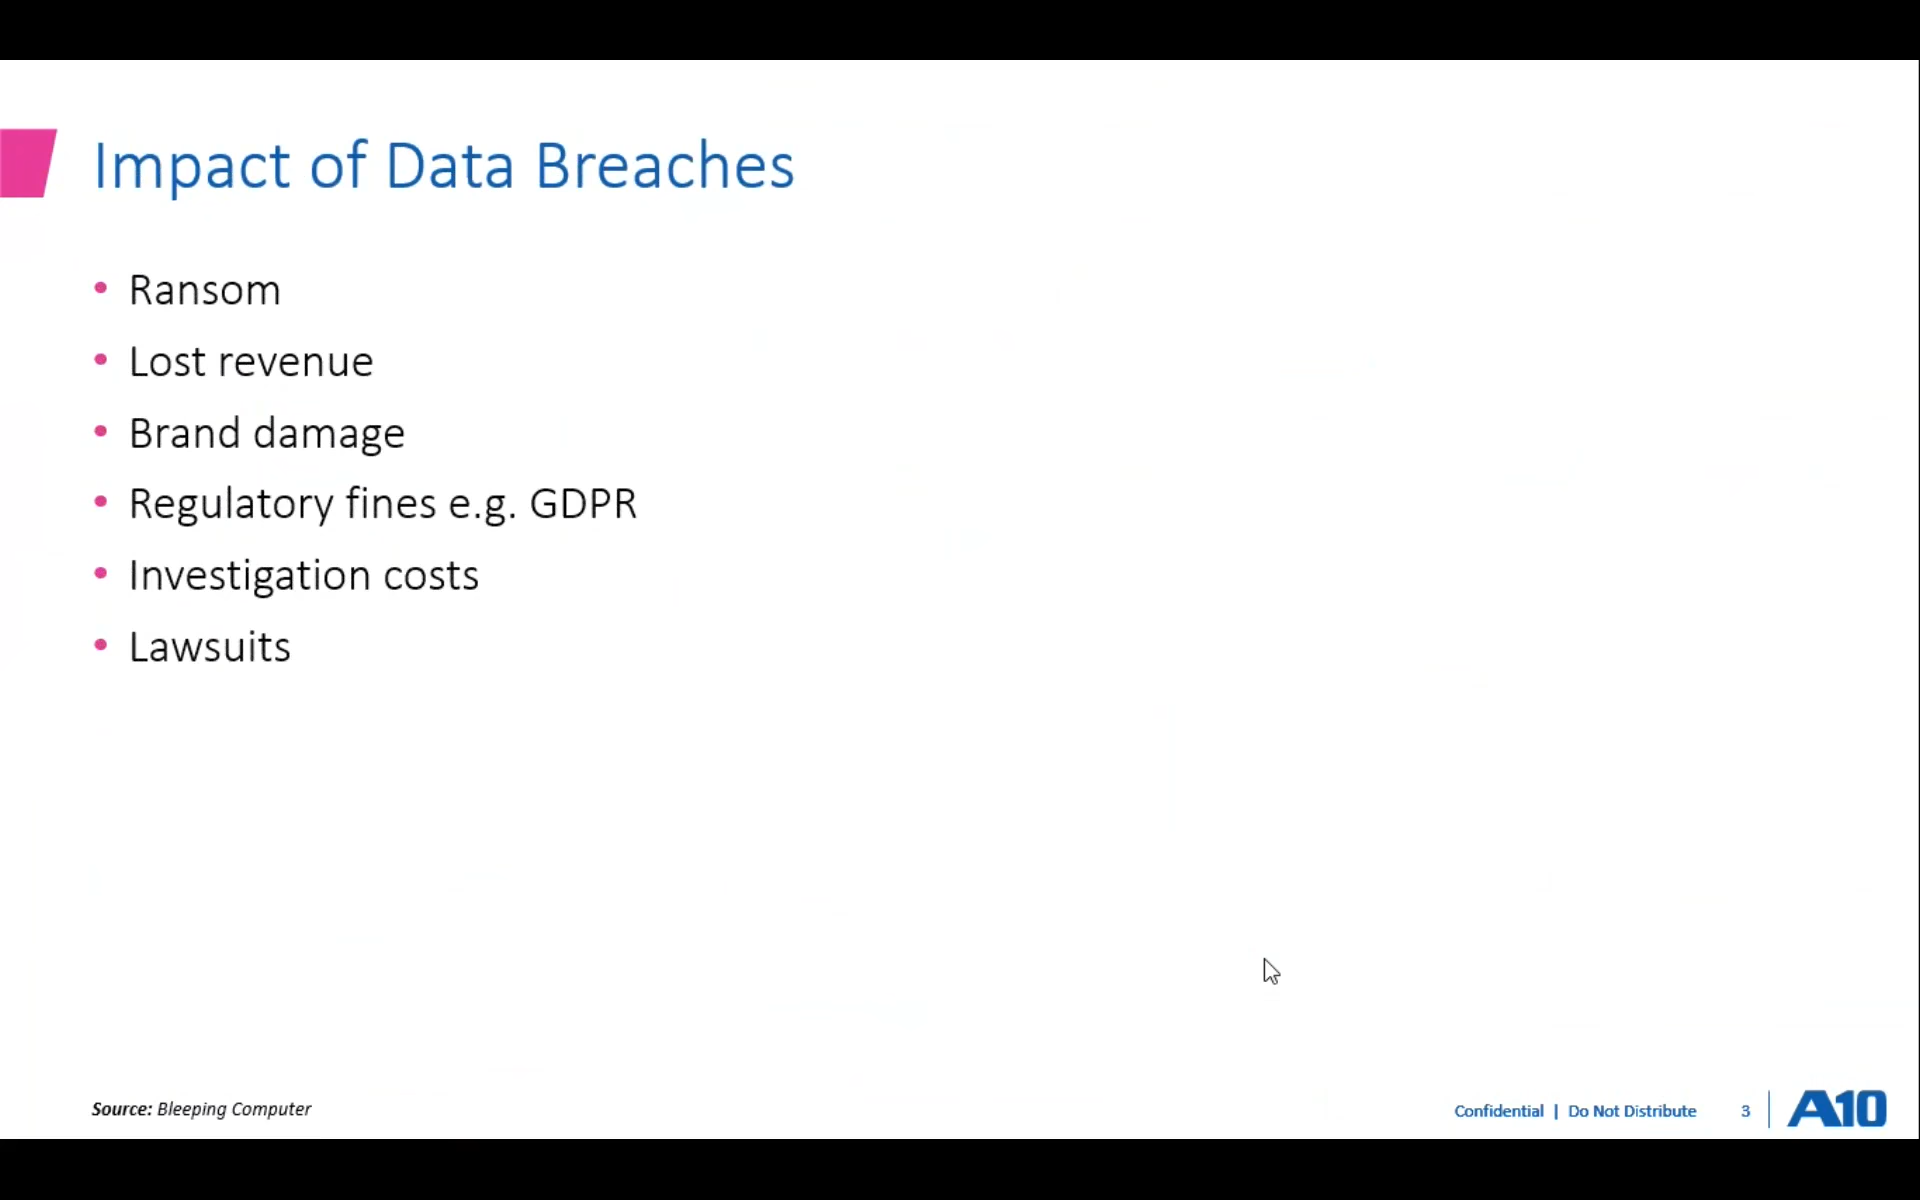 Impact of Data Breaches
• Ransom
• Lost revenue
• Brand damage
• Regulatory fines e.g. GDPR
• Investigation costs
• Lawsuits
Source: Bleeping Computer
Confidential | Do Not Distribute 3 | A10